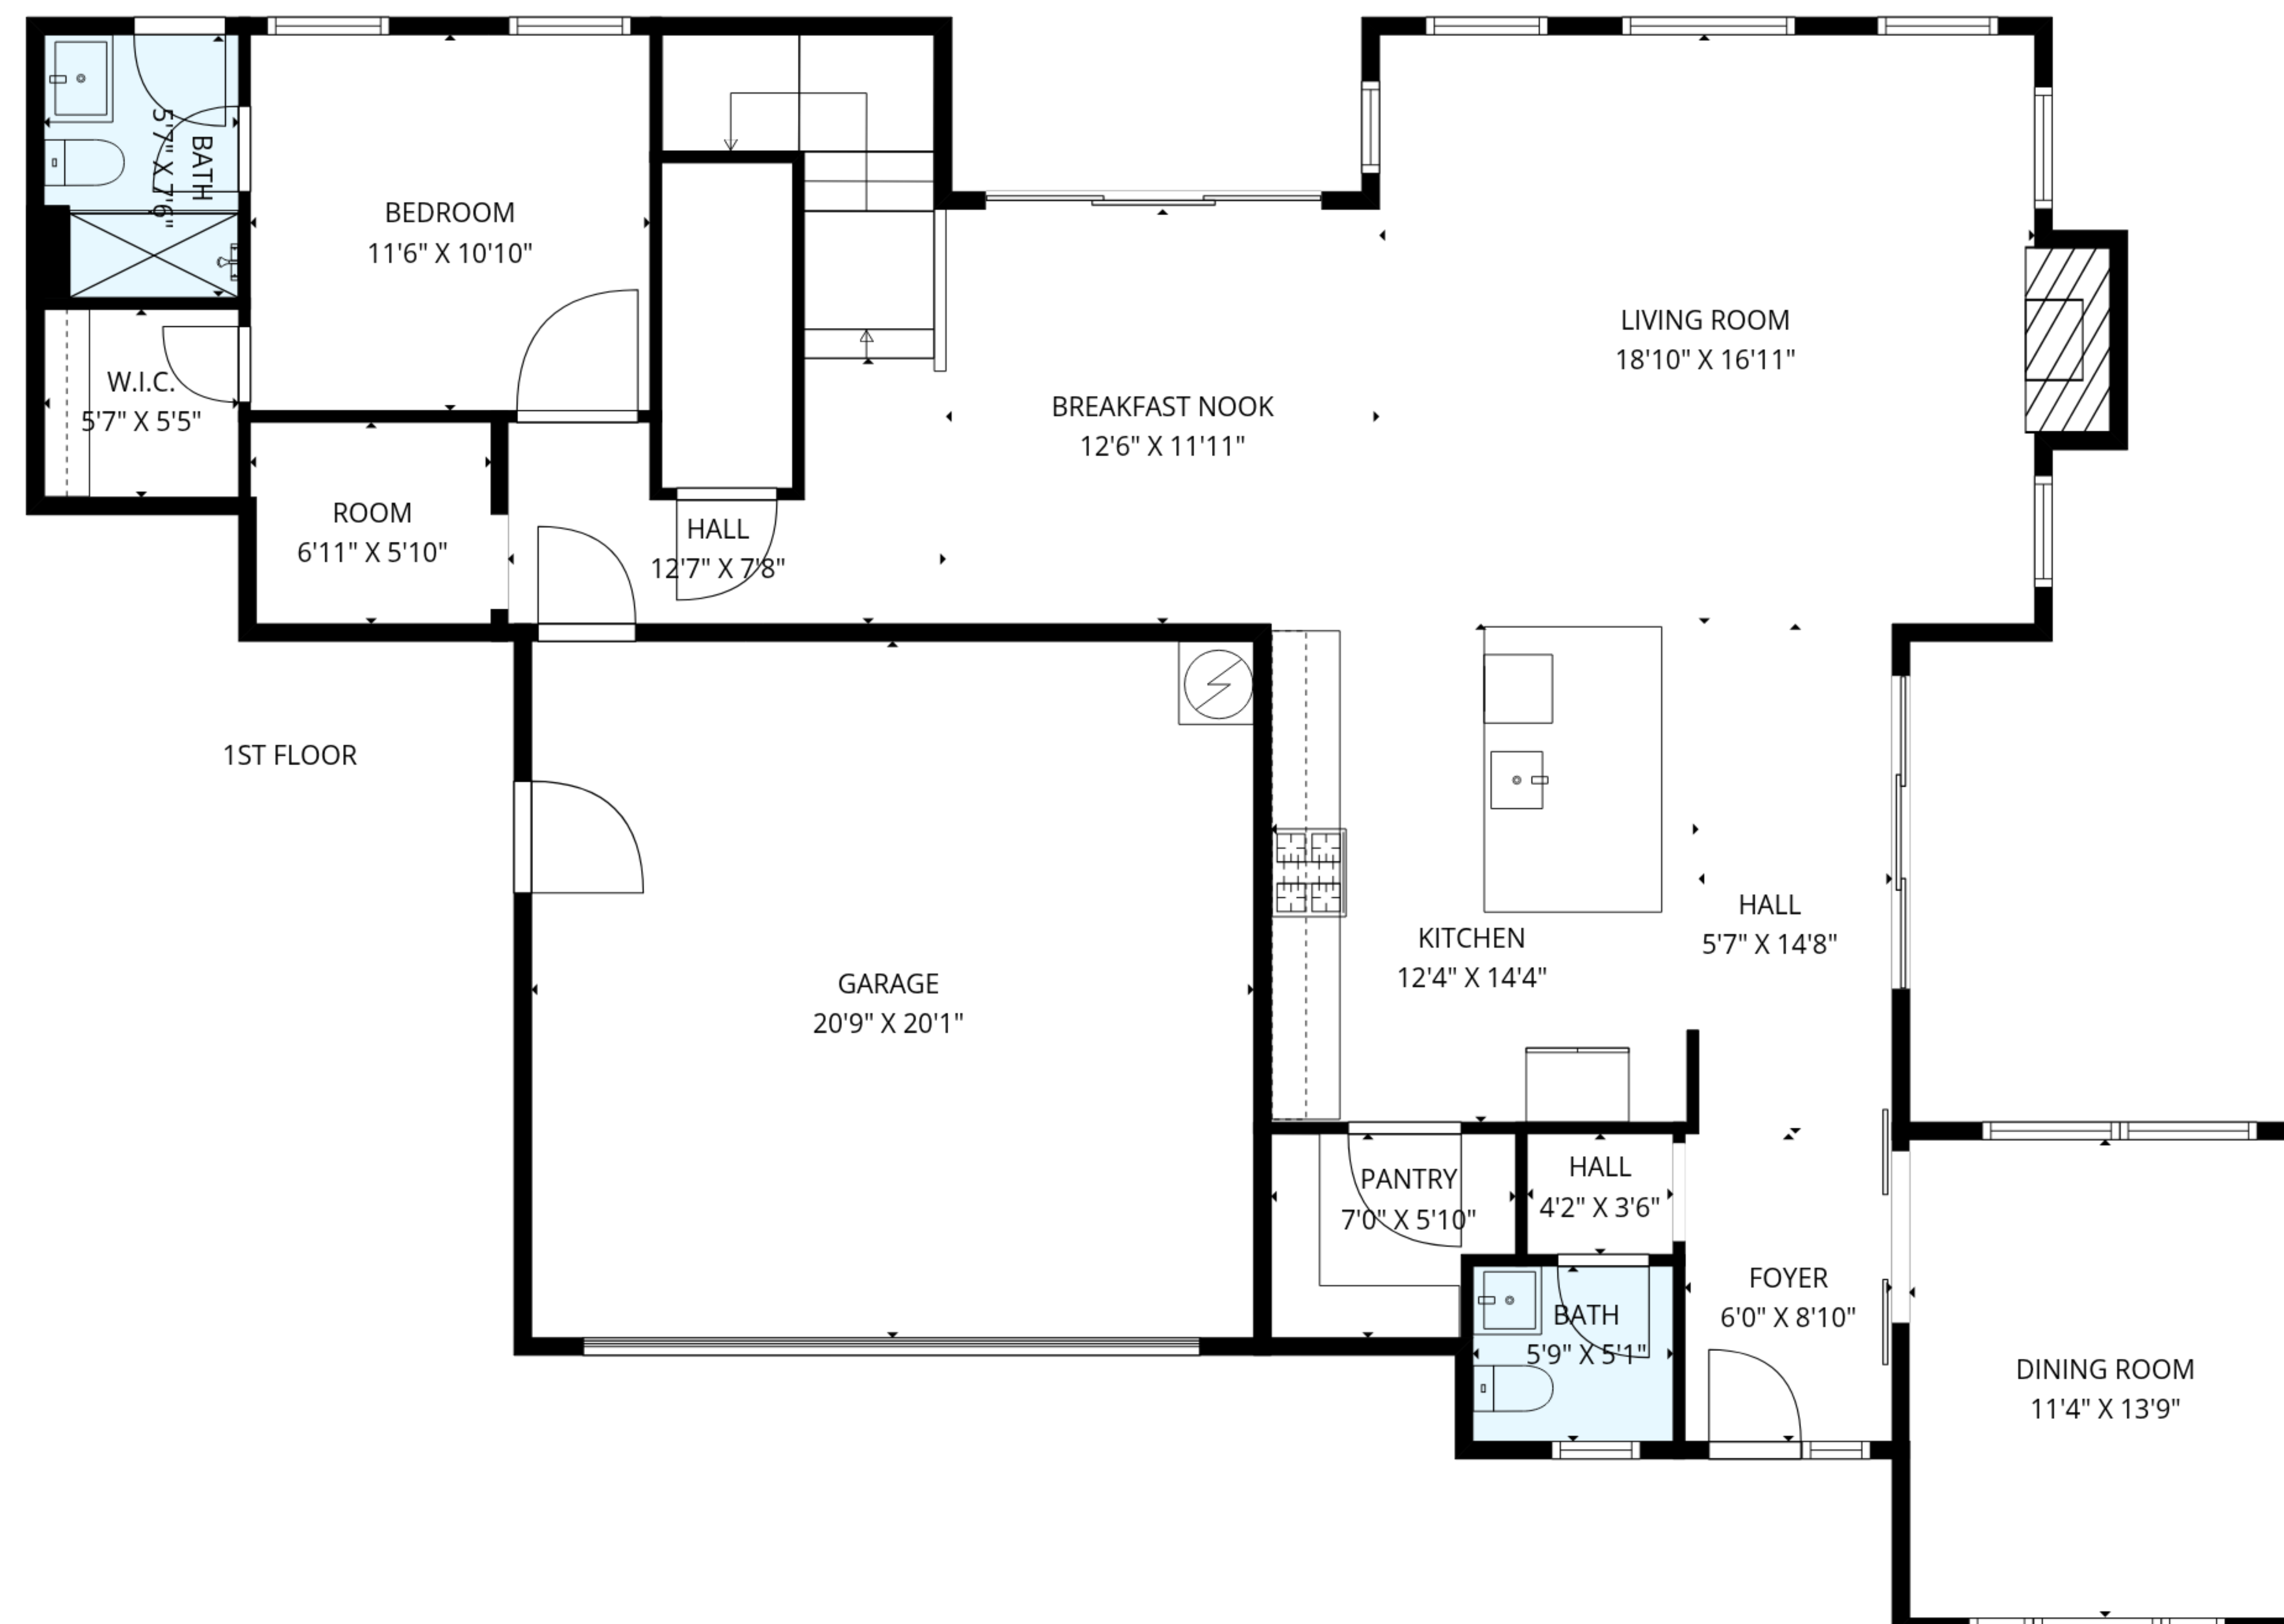 BATH
5'7" X 7'6"
BEDROOM
11'6" X 10'10"
LIVING ROOM
18'10" X 16'11"
W.I.C.
5'7" X 5'5"
BREAKFAST NOOK
12'6" X 11'11"
ROOM
6'11" X 5'10"
HALL
12'7" X 7'8"
1ST FLOOR
HALL
5'7" X 14'8"
KITCHEN
12'4" X 14'4"
GARAGE
20'9" X 20'1"
PANTRY
7'0" X 5'10"
HALL
4'2" X 3'6"
FOYER
6'0" X 8'10"
BATH
5'9" X 5'1"
DINING ROOM
11'4" X 13'9"